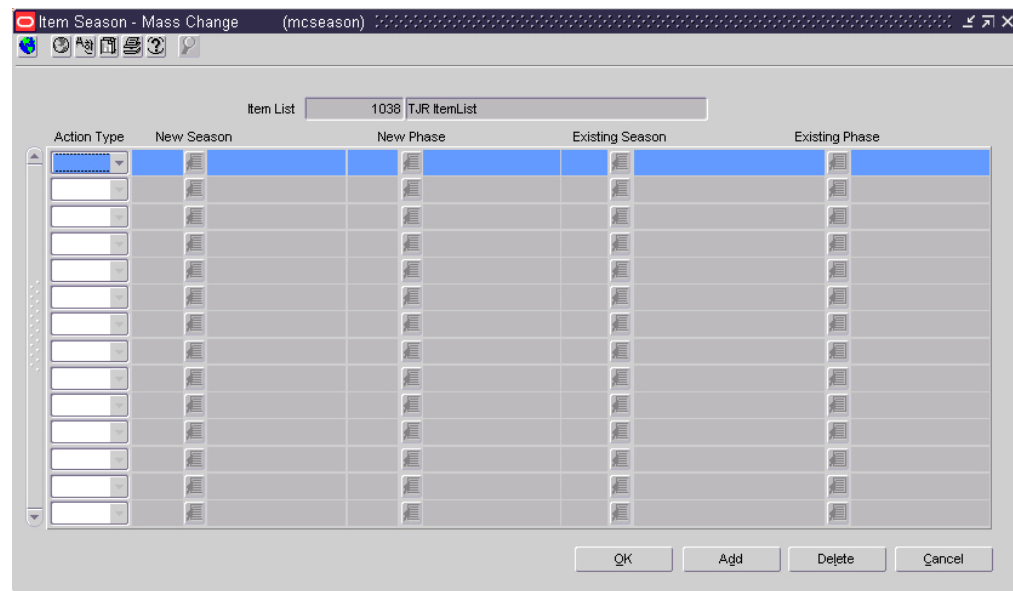 Item Season - Mass Change (mcseason)
Item List 1038 TJR ItemList
Action Type New Season New Phase Existing Season Existing Phase
OK Add Delete Cancel